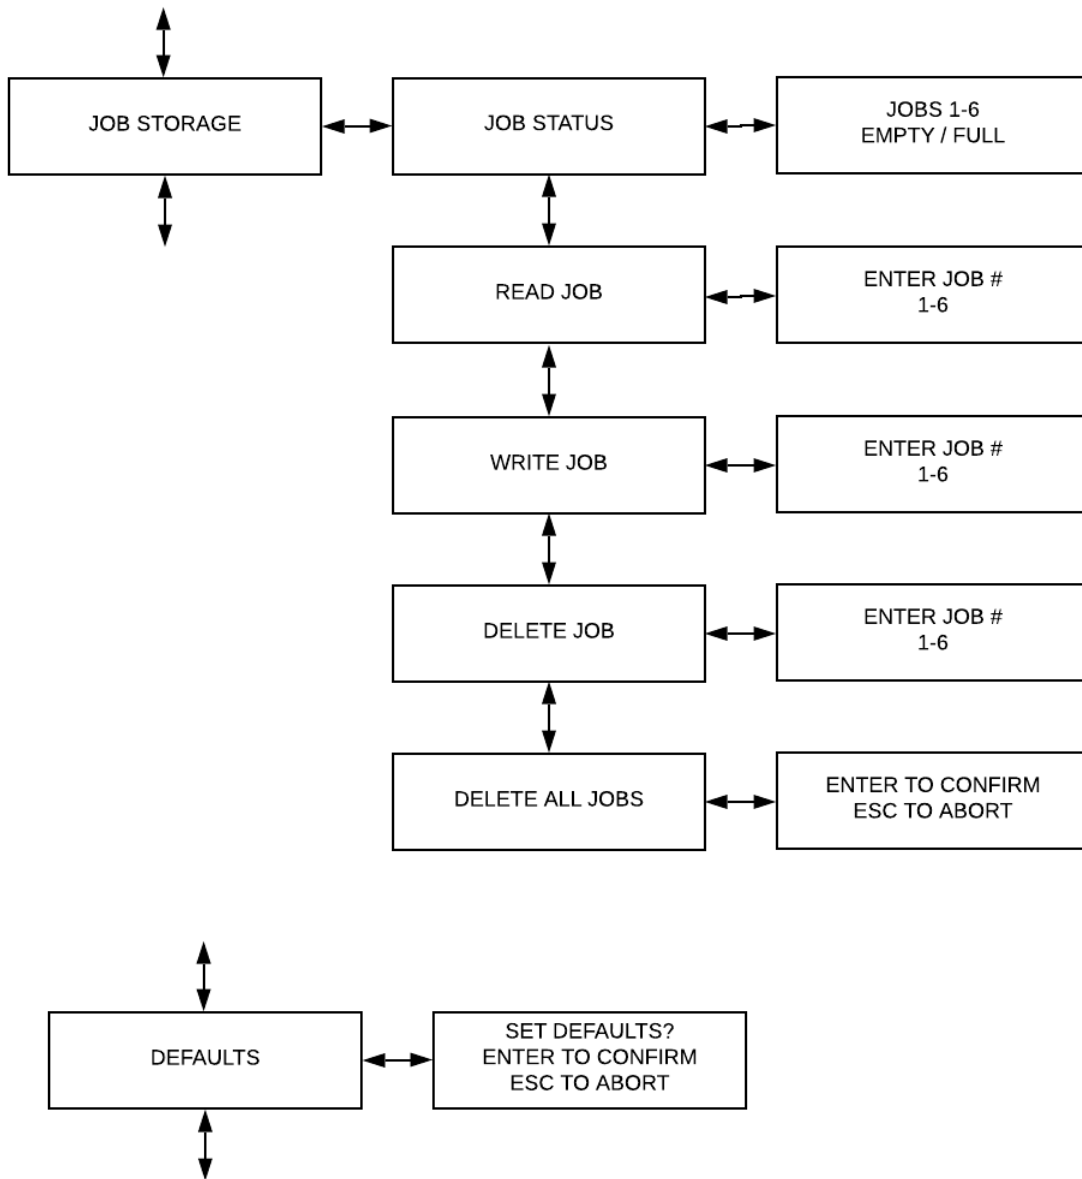 JOB STORAGE
JOB STATUS
JOBS 1-6
EMPTY / FULL
READ JOB
ENTER JOB #
1-6
WRITE JOB
ENTER JOB #
1-6
DELETE JOB
ENTER JOB #
1-6
DELETE ALL JOBS
ENTER TO CONFIRM
ESC TO ABORT
DEFAULTS
SET DEFAULTS?
ENTER TO CONFIRM
ESC TO ABORT